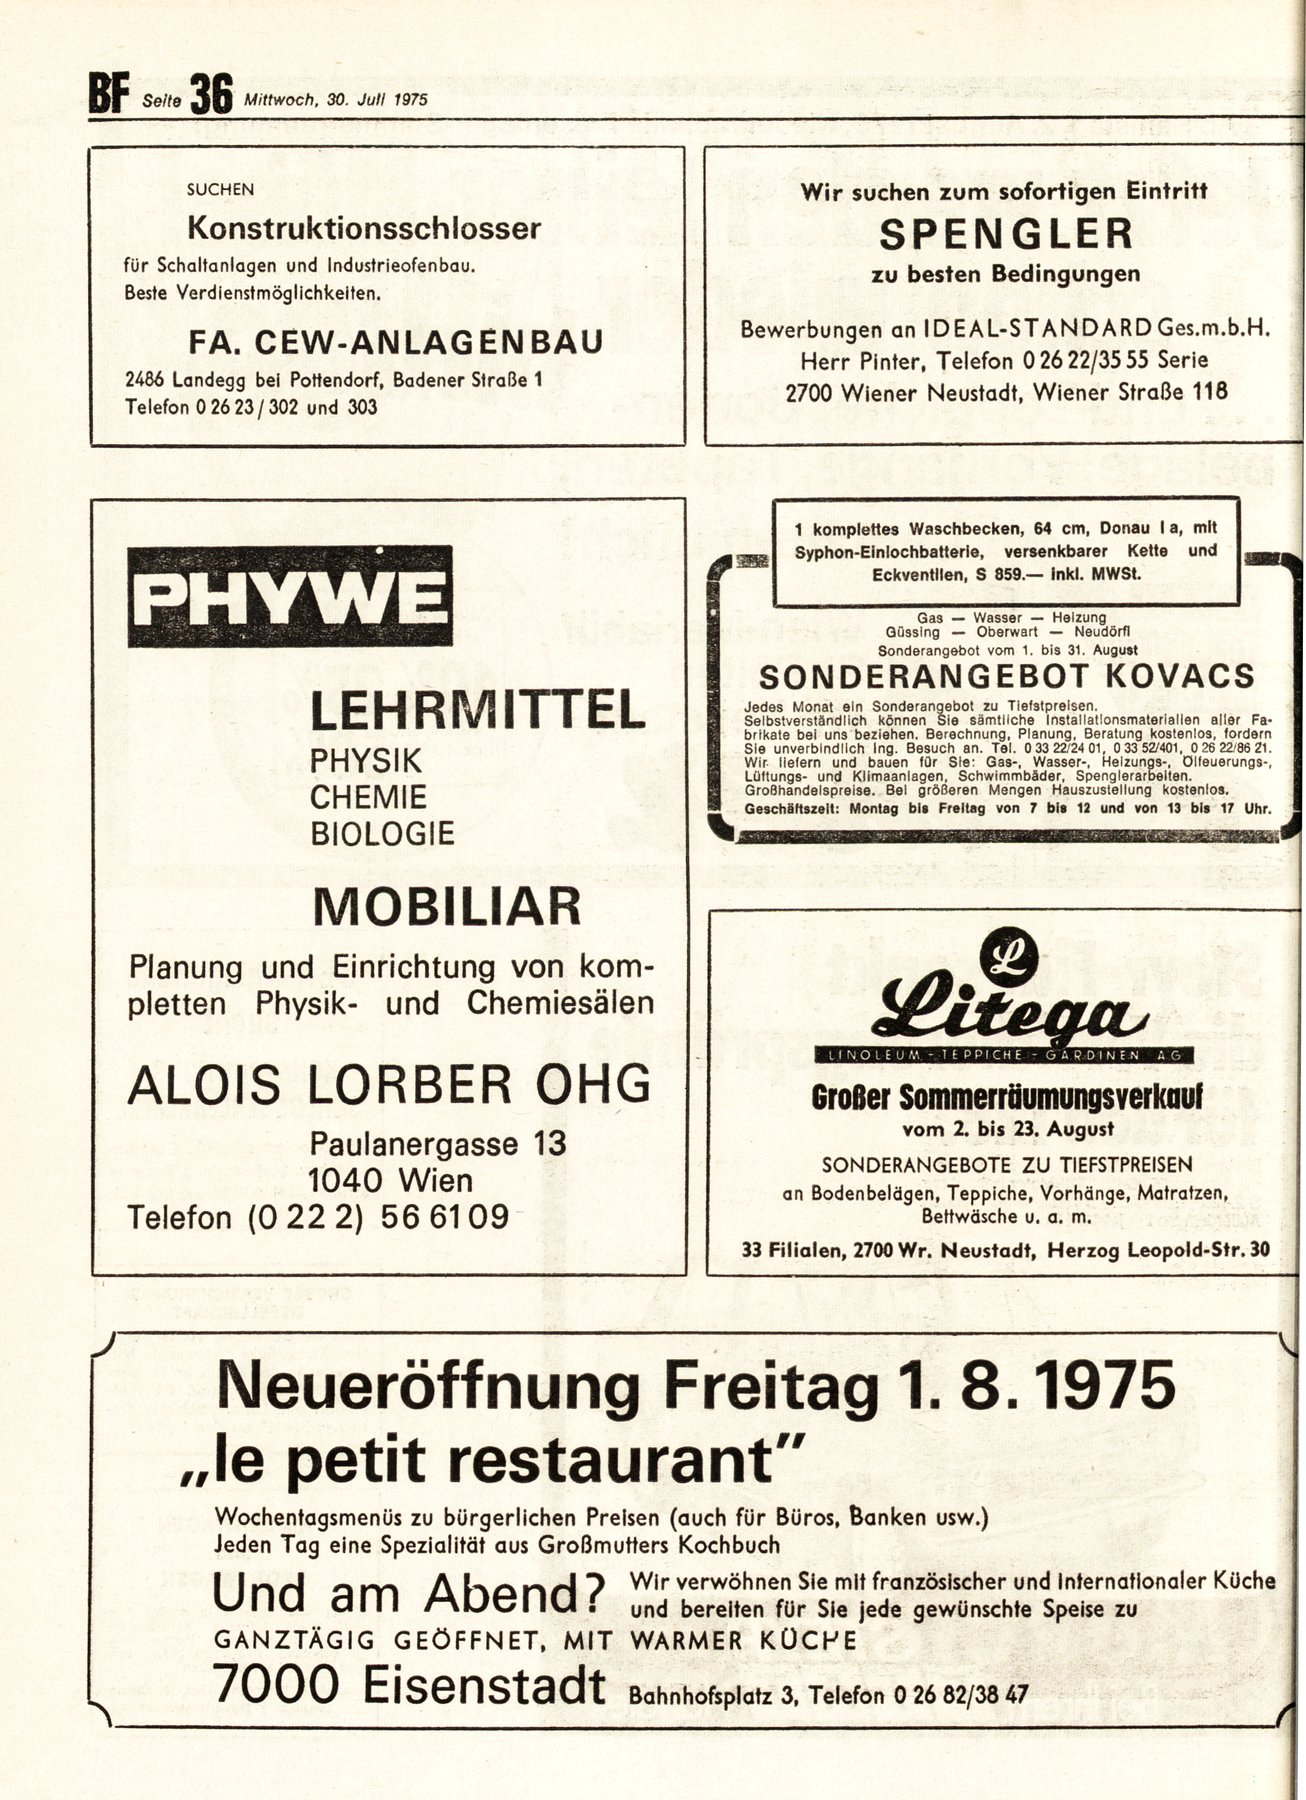 BF Seite 36 Mittwoch, 30. Juli 1975
SUCHEN
Konstruktionsschlosser
für Schaltanlagen und Industrieofenbau.
Beste Verdienstmöglichkeiten.
FA. CEW-ANLAGENBAU
2486 Landegg bei Pottendorf, Badener Straße 1
Telefon 0 26 23 / 302 und 303
Wir suchen zum sofortigen Eintritt
SPENGLER
zu besten Bedingungen
Bewerbungen an IDEAL-STANDARD Ges.m.b.H.
Herr Pinter, Telefon 0 26 22/35 55 Serie
2700 Wiener Neustadt, Wiener Straße 118
PHYWE
LEHRMITTEL
PHYSIK
CHEMIE
BIOLOGIE
MOBILIAR
Planung und Einrichtung von kom-
pletten Physik- und Chemiesälen
ALOIS LORBER OHG
Paulanergasse 13
1040 Wien
Telefon (0 22 2) 56 61 09
1 komplettes Waschbecken, 64 cm, Donau I a, mit
Syphon-Einlochbatterie, versenkbarer Kette und
Eckventilen, S 859.— inkl. MWSt.
Gas — Wasser — Heizung
Güssing — Oberwart — Neudörfl
Sonderangebot vom 1. bis 31. August
SONDERANGEBOT KOVACS
Jedes Monat ein Sonderangebot zu Tiefstpreisen.
Selbstverständlich können Sie sämtliche Installationsmaterialien aller Fa-
brikate bei uns beziehen. Berechnung, Planung, Beratung kostenlos, fordern
Sie unverbindlich Ing. Besuch an. Tel. 0 33 22/24 01, 0 33 52/401, 0 26 22/86 21.
Wir liefern und bauen für Sie: Gas-, Wasser-, Heizungs-, Ölfeuerungs-,
Lüftungs- und Klimaanlagen, Schwimmbäder, Spenglerarbeiten.
Großhandelspreise. Bei größeren Mengen Hauszustellung kostenlos.
Geschäftszeit: Montag bis Freitag von 7 bis 12 und von 13 bis 17 Uhr.
L
Litega
LINOLEUM - TEPPICHE - GARDINEN AG
Großer Sommerräumungsverkauf
vom 2. bis 23. August
SONDERANGEBOTE ZU TIEFSTPREISEN
an Bodenbelägen, Teppiche, Vorhänge, Matratzen,
Bettwäsche u. a. m.
33 Filialen, 2700 Wr. Neustadt, Herzog Leopold-Str. 30
Neueröffnung Freitag 1. 8. 1975
„le petit restaurant”
Wochentagsmenüs zu bürgerlichen Preisen (auch für Büros, Banken usw.)
Jeden Tag eine Spezialität aus Großmutters Kochbuch
Und am Abend? Wir verwöhnen Sie mit französischer und internationaler Küche
und bereiten für Sie jede gewünschte Speise zu
GANZTÄGIG GEÖFFNET, MIT WARMER KÜCHE
7000 Eisenstadt Bahnhofsplatz 3, Telefon 0 26 82/38 47